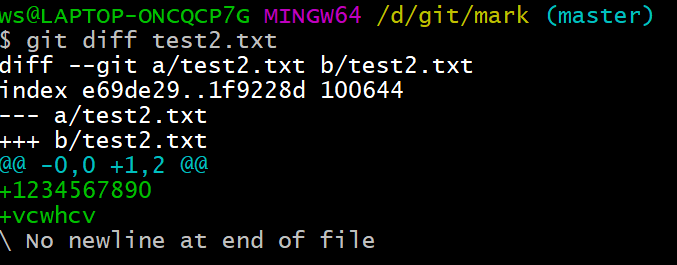 ws@LAPTOP-ONCQCP7G MINGW64 /d/git/mark (master)
$ git diff test2.txt
diff --git a/test2.txt b/test2.txt
index e69de29..1f9228d 100644
--- a/test2.txt
+++ b/test2.txt
@@ -0,0 +1,2 @@
+1234567890
+vcwhcv
\ No newline at end of file